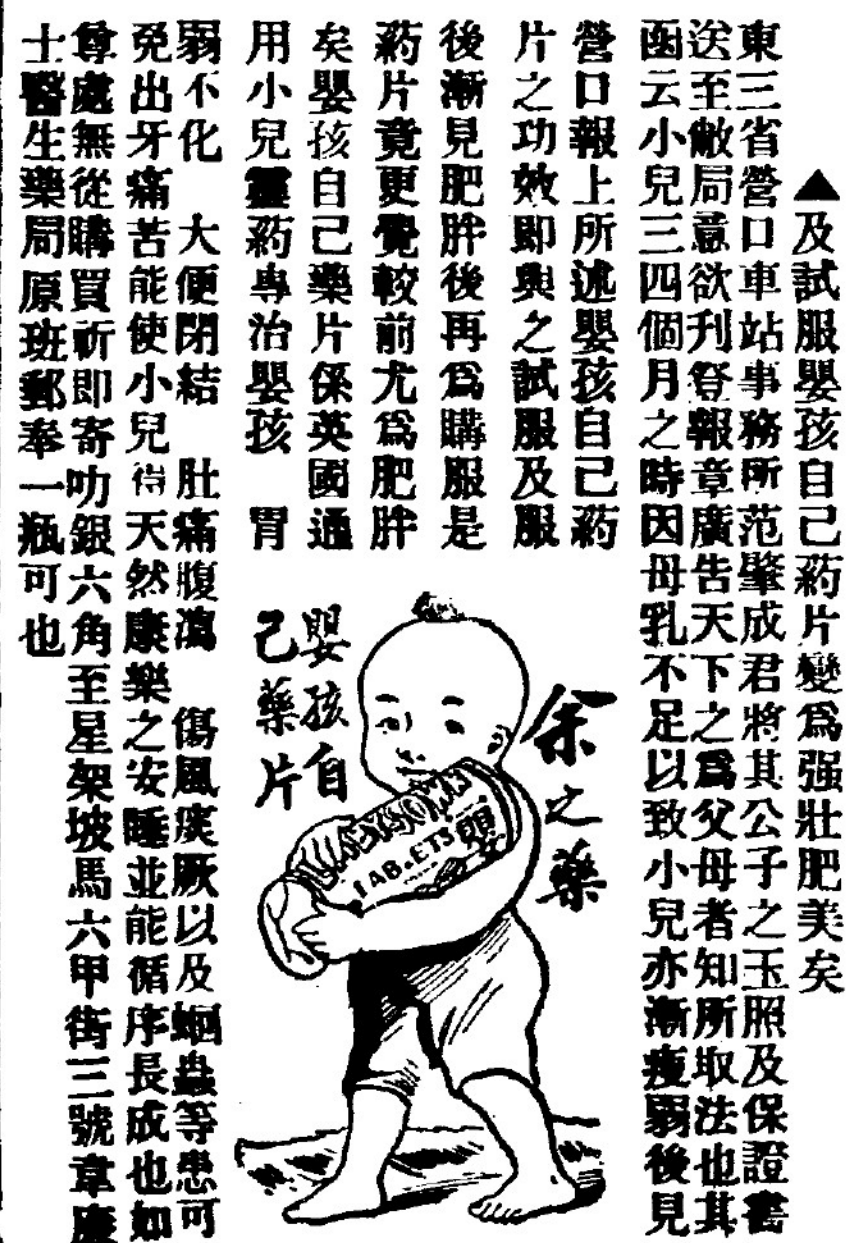 ▲及試服嬰孩自己葯片變爲强壯肥美矣
東三省營口車站事務所范肇成君將其公子之玉照及保證書
送至敝局意欲刋登報章廣告天下之爲父母者知所取法也其
函云小兒三四個月之時因母乳不足以致小兒亦漸瘦弱後見
營口報上所述嬰孩自己葯
片之功效即與之試服及服
後漸見肥胖後再爲購服是
葯片竟更覺較前尤爲肥胖
矣嬰孩自己藥片係英國通
用小兒靈葯專治嬰孩 胃
弱不化 大便閉結 肚痛腹瀉 傷風痰厥以及蛔蟲等患可
免出牙痛苦能使小兒得天然康樂之安睡並能循序長成也如
尊處無從購買祈即寄叻銀六角至星架坡馬六甲街三號韋廉
士醫生藥局原班郵奉一瓶可也
余之藥
嬰孩自
己藥片
TABLETS
嬰